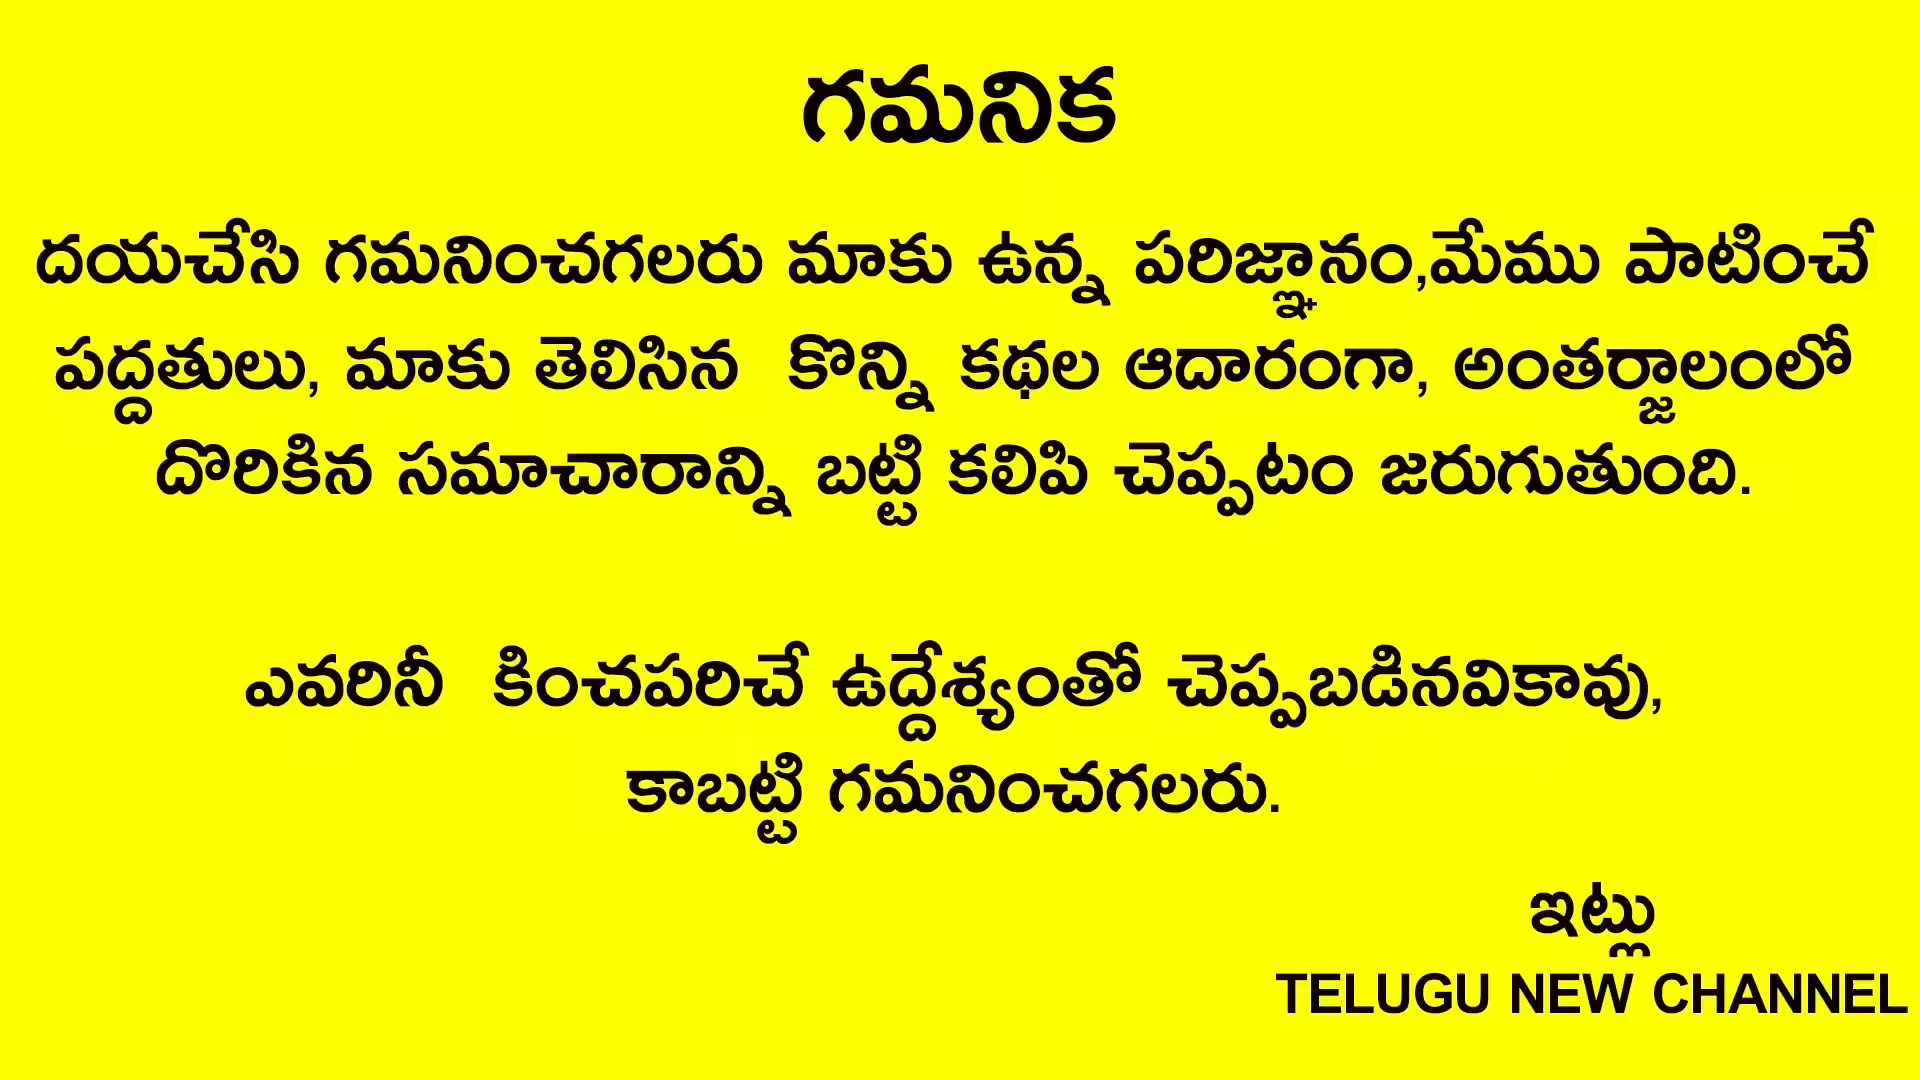 గమనిక
దయచేసి గమనించగలరు మాకు ఉన్న పరిజ్ఞానం,మేము పాటించే
పద్దతులు, మాకు తెలిసిన కొన్ని కథల ఆదారంగా, అంతర్జాలంలో
దొరికిన సమాచారాన్ని బట్టి కలిపి చెప్పటం జరుగుతుంది.
ఎవరినీ కించపరిచే ఉద్దేశ్యంతో చెప్పబడినవికావు,
కాబట్టి గమనించగలరు.
ఇట్లు
TELUGU NEW CHANNEL